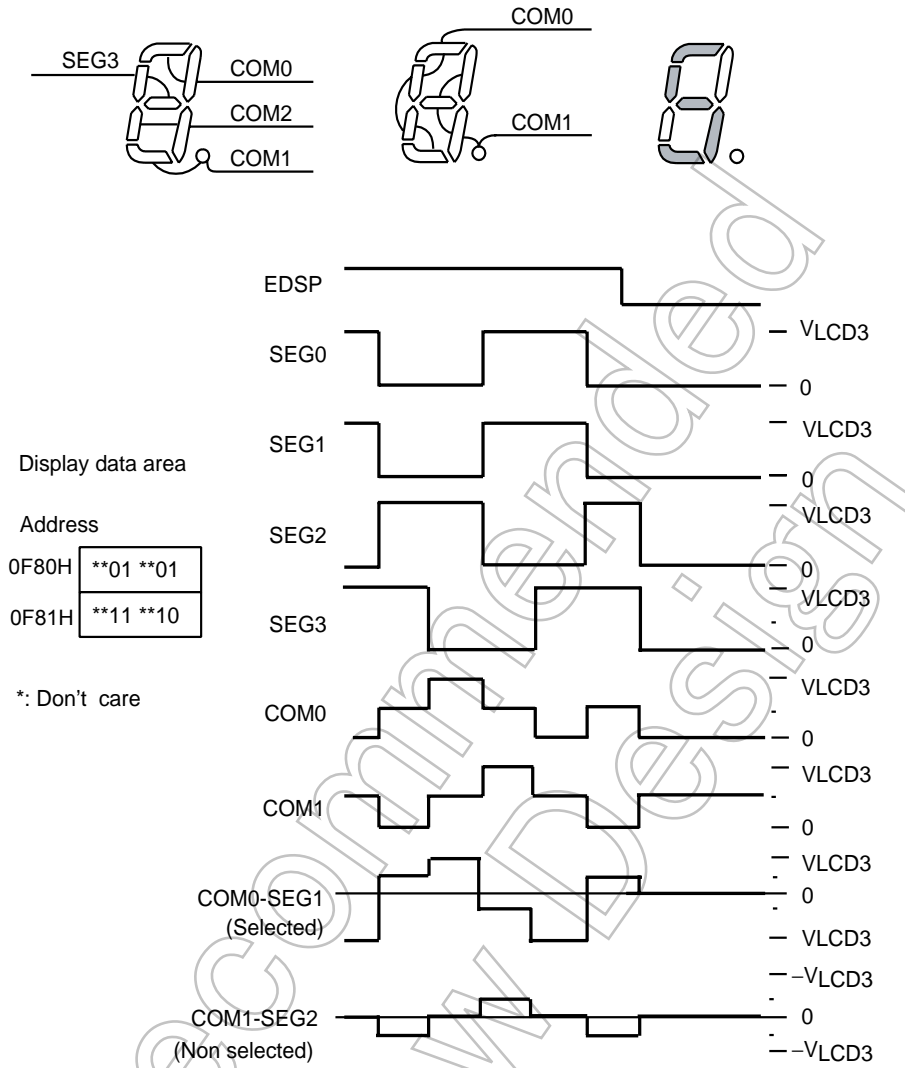 COM0
SEG3
COM0
COM2
COM1
COM1
EDSP
VLCD3
SEG0
0
VLCD3
SEG1
0
Display data area
VLCD3
SEG2
Address
0
0F80H **01 **01
VLCD3
0F81H **11 **10
SEG3
0
*: Don't care
VLCD3
COM0
0
VLCD3
COM1
0
VLCD3
COM0-SEG1
0
(Selected)
VLCD3
−VLCD3
COM1-SEG2
0
(Non selected)
−VLCD3
ecommended
w Design